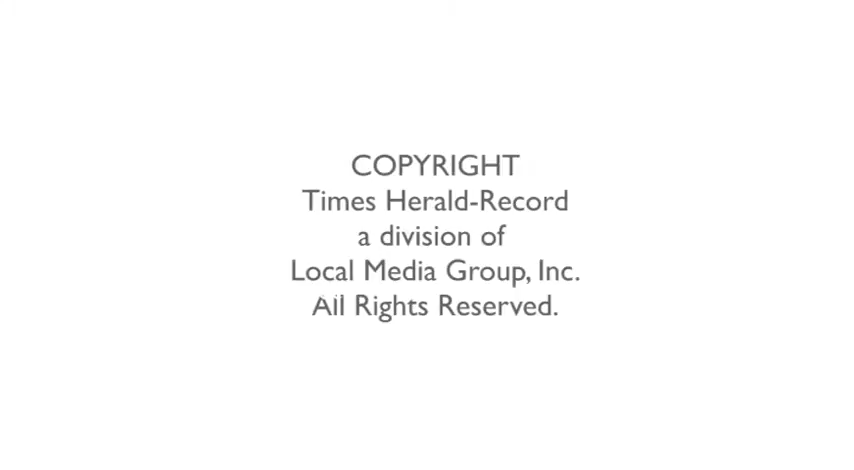 COPYRIGHT
Times Herald-Record
a division of
Local Media Group, Inc.
All Rights Reserved.